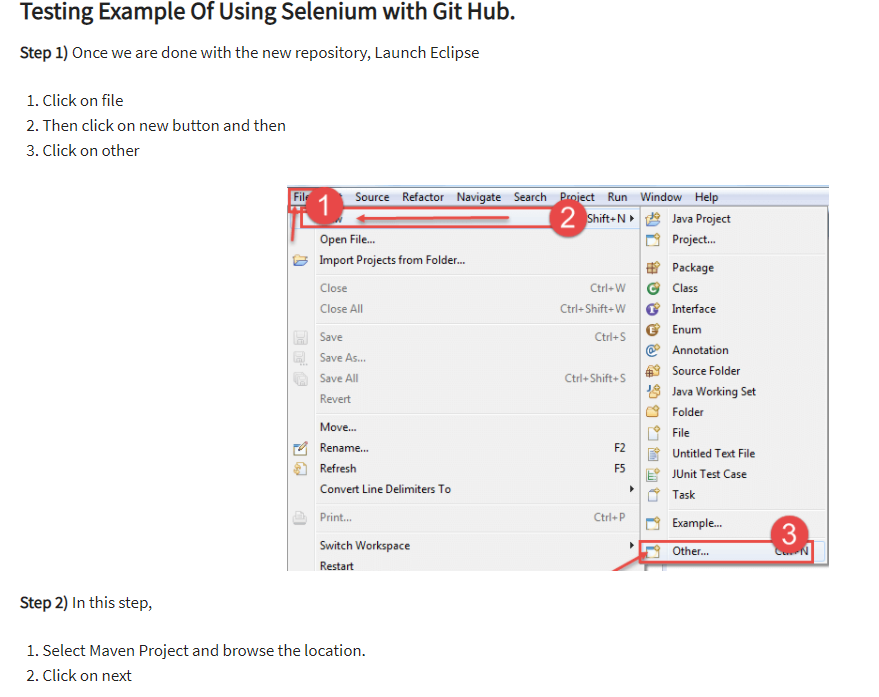 Testing Example Of Using Selenium with Git Hub.
Step 1) Once we are done with the new repository, Launch Eclipse
1. Click on file
2. Then click on new button and then
3. Click on other
File Source Refactor Navigate Search Project Run Window Help
1
2
Shift+N
Java Project
Open File...
Project...
Import Projects from Folder...
Package
Close Ctrl+W
Class
Close All Ctrl+Shift+W
Interface
Enum
Save Ctrl+S
Annotation
Save As...
Source Folder
Save All Ctrl+Shift+S
Java Working Set
Revert
Folder
Move...
File
Rename... F2
Untitled Text File
Refresh F5
JUnit Test Case
Convert Line Delimiters To
Task
Print... Ctrl+P
Example...
3
Switch Workspace
Other...
Restart
Step 2) In this step,
1. Select Maven Project and browse the location.
2. Click on next